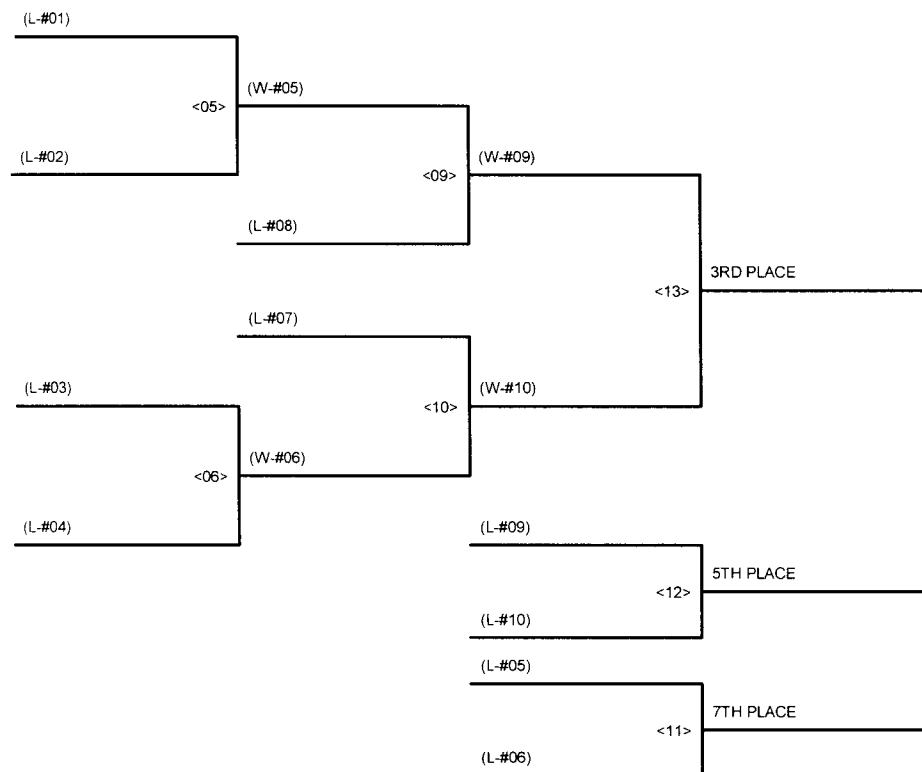 (L-#01)
(W-#05)
<05>
(L-#02)
(W-#09)
<09>
(L-#08)
3RD PLACE
<13>
(L-#07)
(L-#03)
(W-#10)
<10>
(W-#06)
<06>
(L-#04)
(L-#09)
5TH PLACE
<12>
(L-#10)
(L-#05)
7TH PLACE
<11>
(L-#06)